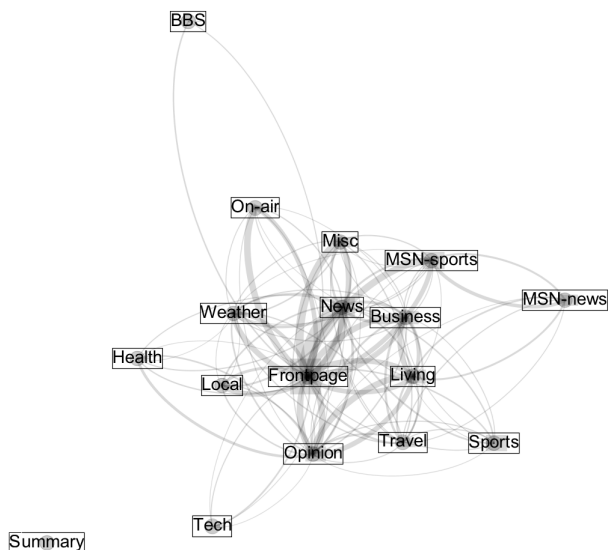 BBS
On-air
Misc
MSN-sports
MSN-news
News
Weather
Business
Health
Local
Frontpage
Living
Opinion
Travel
Sports
Tech
Summary